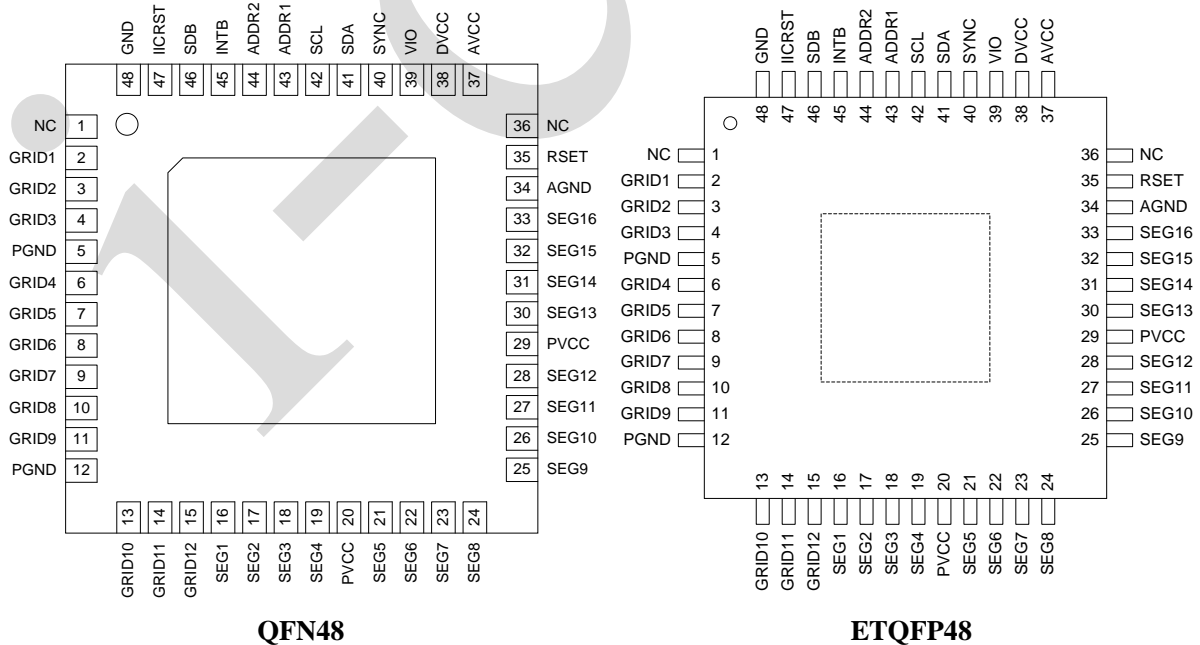 GND IICRST SDB INTB ADDR2 ADDR1 SCL SDA SYNC VIO DVCC AVCC
48 47 46 45 44 43 42 41 40 39 38 37
NC 1
GRID1 2
GRID2 3
GRID3 4
PGND 5
GRID4 6
GRID5 7
GRID6 8
GRID7 9
GRID8 10
GRID9 11
PGND 12
36 NC
35 RSET
34 AGND
33 SEG16
32 SEG15
31 SEG14
30 SEG13
29 PVCC
28 SEG12
27 SEG11
26 SEG10
25 SEG9
13 14 15 16 17 18 19 20 21 22 23 24
GRID10 GRID11 GRID12 SEG1 SEG2 SEG3 SEG4 PVCC SEG5 SEG6 SEG7 SEG8
QFN48
GND IICRST SDB INTB ADDR2 ADDR1 SCL SDA SYNC VIO DVCC AVCC
48 47 46 45 44 43 42 41 40 39 38 37
NC 1
GRID1 2
GRID2 3
GRID3 4
PGND 5
GRID4 6
GRID5 7
GRID6 8
GRID7 9
GRID8 10
GRID9 11
PGND 12
36 NC
35 RSET
34 AGND
33 SEG16
32 SEG15
31 SEG14
30 SEG13
29 PVCC
28 SEG12
27 SEG11
26 SEG10
25 SEG9
13 14 15 16 17 18 19 20 21 22 23 24
GRID10 GRID11 GRID12 SEG1 SEG2 SEG3 SEG4 PVCC SEG5 SEG6 SEG7 SEG8
ETQFP48